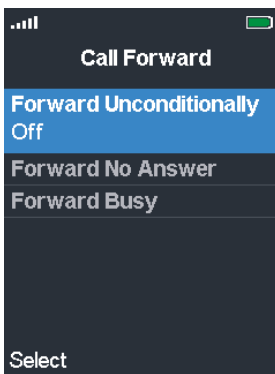 Call Forward
Forward Unconditionally
Off
Forward No Answer
Forward Busy
Select